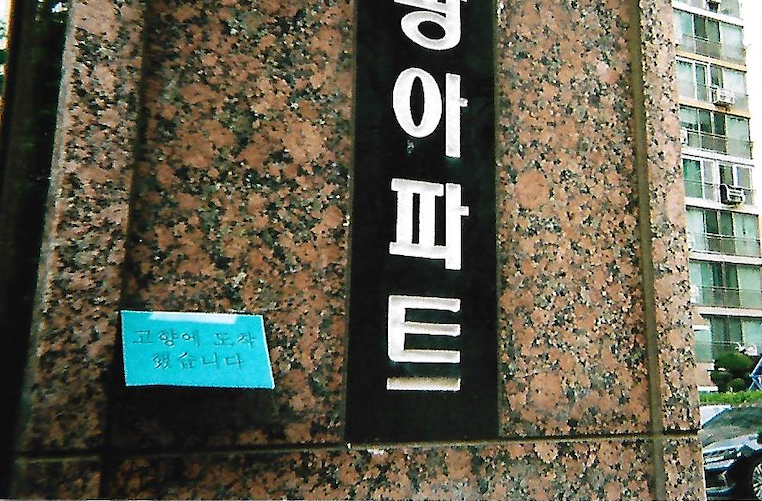 아파트
고향에 도착
했습니다